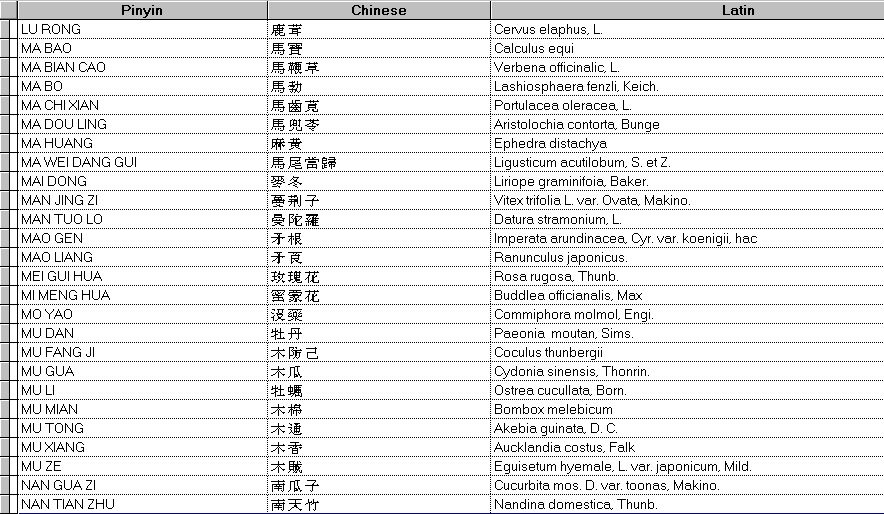 Pinyin Chinese Latin
LU RONG 鹿茸 Cervus elaphus, L.
MA BAO 馬寶 Calculus equi
MA BIAN CAO 馬鞭草 Verbena officinalic, L.
MA BO 馬勃 Lashiosphaera fenzli, Keich.
MA CHI XIAN 馬齒莧 Portulacea oleracea, L.
MA DOU LING 馬兜苓 Aristolochia contorta, Bunge
MA HUANG 麻黃 Ephedra distachya
MA WEI DANG GUI 馬尾當歸 Ligusticum acutilobum, S. et Z.
MAI DONG 麥冬 Liriope graminifoia, Baker.
MAN JING ZI 蔓荊子 Vitex trifolia L. var. Ovata, Makino.
MAN TUO LO 曼陀羅 Datura stramonium, L.
MAO GEN 矛根 Imperata arundinacea, Cyr. var. koenigii, hac
MAO LIANG 矛 Ranunculus japonicus.
MEI GUI HUA 玫瑰花 Rosa rugosa, Thunb.
MI MENG HUA 蜜蒙花 Buddlea officianalis, Max
MO YAO 沒藥 Commiphora molmol, Engi.
MU DAN 牡丹 Paeonia moutan, Sims.
MU FANG JI 木防己 Coculus thunbergii
MU GUA 木瓜 Cydonia sinensis, Thonrin.
MU LI 牡蠣 Ostrea cucullata, Born.
MU MIAN 木棉 Bombox melebicum
MU TONG 木通 Akebia guinata, D. C.
MU XIANG 木香 Aucklandia costus, Falk
MU ZE 木賊 Eguisetum hyemale, L. var. japonicum, Mild.
NAN GUA ZI 南瓜子 Cucurbita mos. D. var. toonas, Makino.
NAN TIAN ZHU 南天竹 Nandina domestica, Thunb.